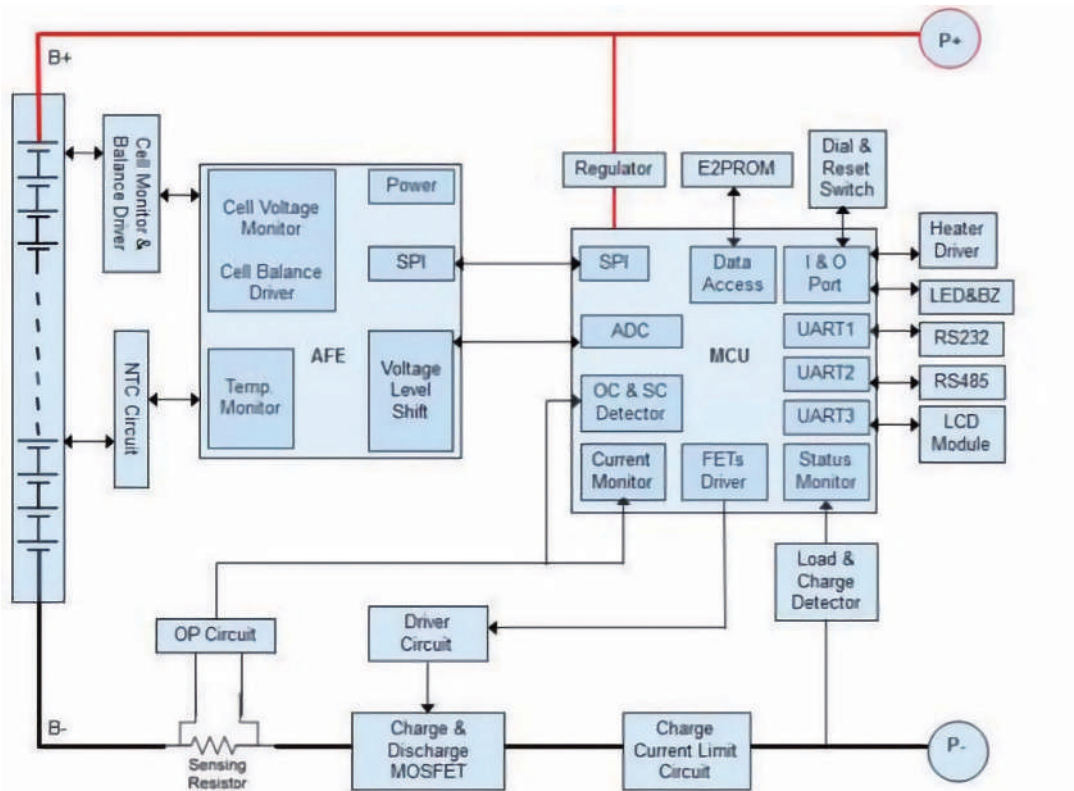 P+
B+
Cell Monitor &
Balance Driver
Regulator
E2PROM
Dial &
Reset
Switch
Power
Cell Voltage
Monitor
Cell Balance
Driver
SPI
SPI
Data
Access
I & O
Port
Heater
Driver
LED&BZ
ADC
MCU
UART1
RS232
AFE
Voltage
Level
Shift
Temp.
Monitor
NTC Circuit
UART2
RS485
OC & SC
Detector
UART3
LCD
Module
Current
Monitor
FETs
Driver
Status
Monitor
Load &
Charge
Detector
OP Circuit
Driver
Circuit
B-
Sensing
Resistor
Charge &
Discharge
MOSFET
Charge
Current Limit
Circuit
P-